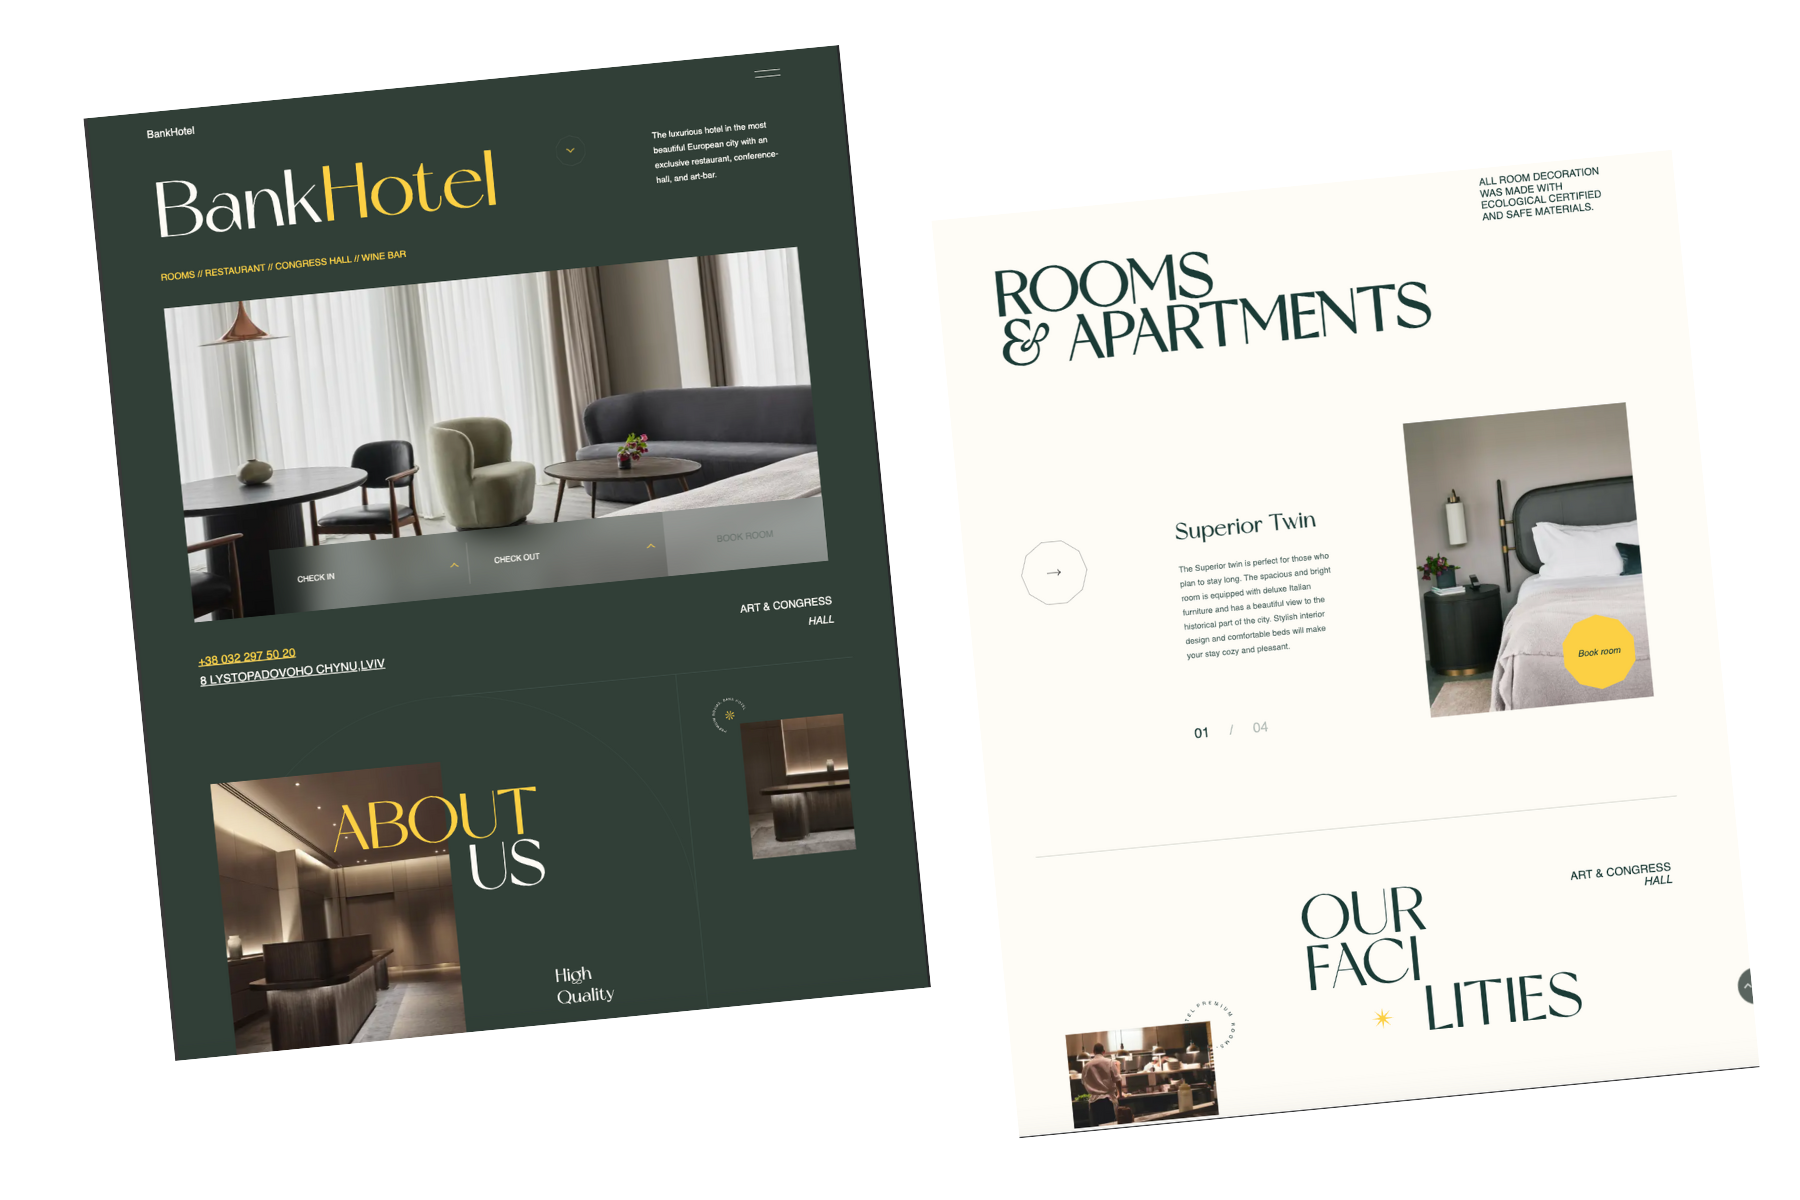 BankHotel
The luxurious hotel in the most
beautiful European city with an
exclusive restaurant, conference-
hall, and art-bar.
BankHotel
ROOMS // RESTAURANT // CONGRESS HALL // WINE BAR
CHECK IN
CHECK OUT
BOOK ROOM
ART & CONGRESS
HALL
+38 032 297 50 20
8 LYSTOPADOVOHO CHYNU,LVIV
ABOUT
US
High
Quality
ALL ROOM DECORATION
WAS MADE WITH
ECOLOGICAL CERTIFIED
AND SAFE MATERIALS.
ROOMS
& APARTMENTS
Superior Twin
The Superior twin is perfect for those who
plan to stay long. The spacious and bright
room is equipped with deluxe Italian
furniture and has a beautiful view to the
historical part of the city. Stylish interior
design and comfortable beds will make
your stay cozy and pleasant.
Book room
01 / 04
ART & CONGRESS
HALL
OUR
FACI
LITIES
PREMIUM ROOMS